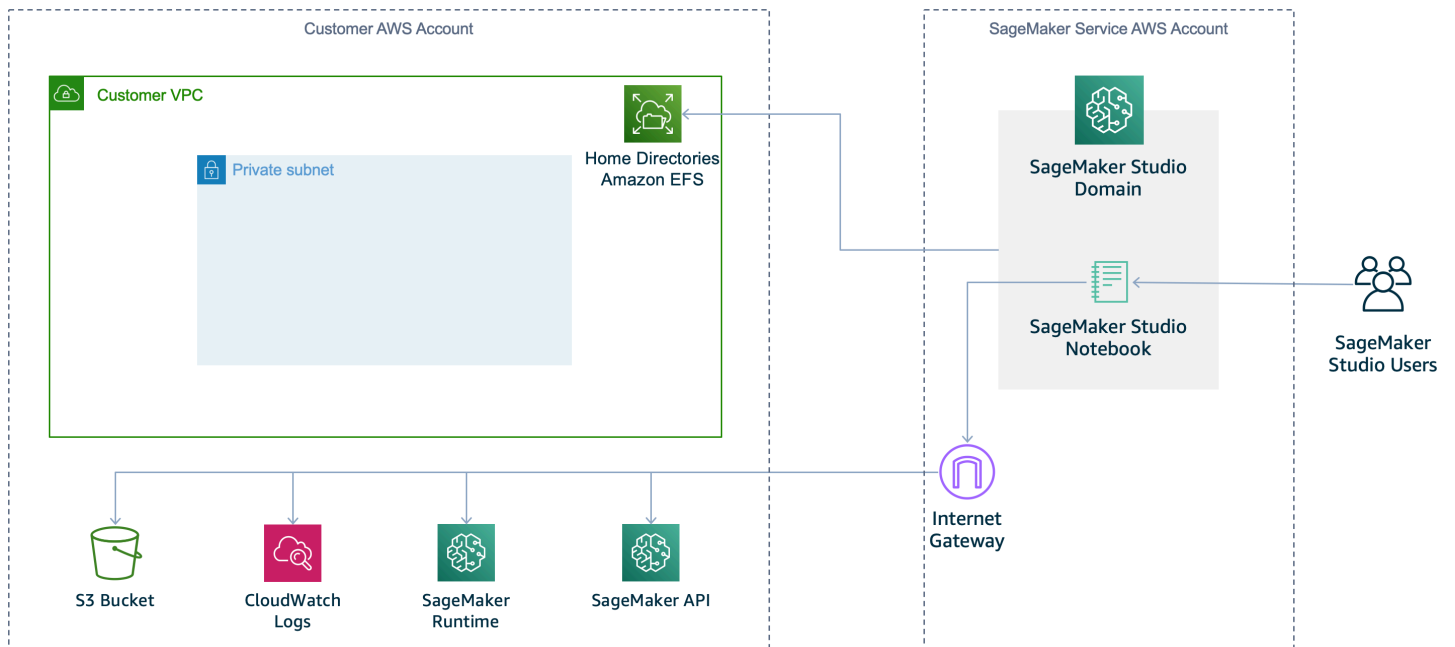 Customer AWS Account
SageMaker Service AWS Account
Customer VPC
Home Directories
Amazon EFS
Private subnet
SageMaker Studio
Domain
SageMaker Studio
Notebook
SageMaker
Studio Users
Internet
Gateway
S3 Bucket
CloudWatch
Logs
SageMaker
Runtime
SageMaker API